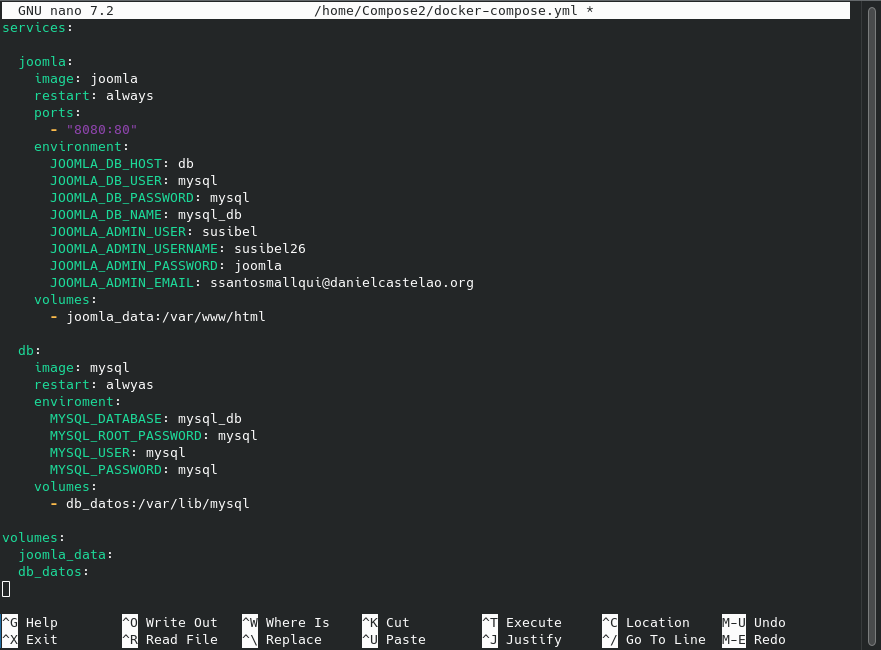 GNU nano 7.2 /home/Compose2/docker-compose.yml *
services:
joomla:
image: joomla
restart: always
ports:
- "8080:80"
environment:
JOOMLA_DB_HOST: db
JOOMLA_DB_USER: mysql
JOOMLA_DB_PASSWORD: mysql
JOOMLA_DB_NAME: mysql_db
JOOMLA_ADMIN_USER: susibel
JOOMLA_ADMIN_USERNAME: susibel26
JOOMLA_ADMIN_PASSWORD: joomla
JOOMLA_ADMIN_EMAIL: ssantosmallqui@danielcastelao.org
volumes:
- joomla_data:/var/www/html
db:
image: mysql
restart: alwyas
enviroment:
MYSQL_DATABASE: mysql_db
MYSQL_ROOT_PASSWORD: mysql
MYSQL_USER: mysql
MYSQL_PASSWORD: mysql
volumes:
- db_datos:/var/lib/mysql
volumes:
joomla_data:
db_datos:
^G Help ^O Write Out ^W Where Is ^K Cut ^T Execute ^C Location M-U Undo
^X Exit ^R Read File ^\ Replace ^U Paste ^J Justify ^/ Go To Line M-E Redo